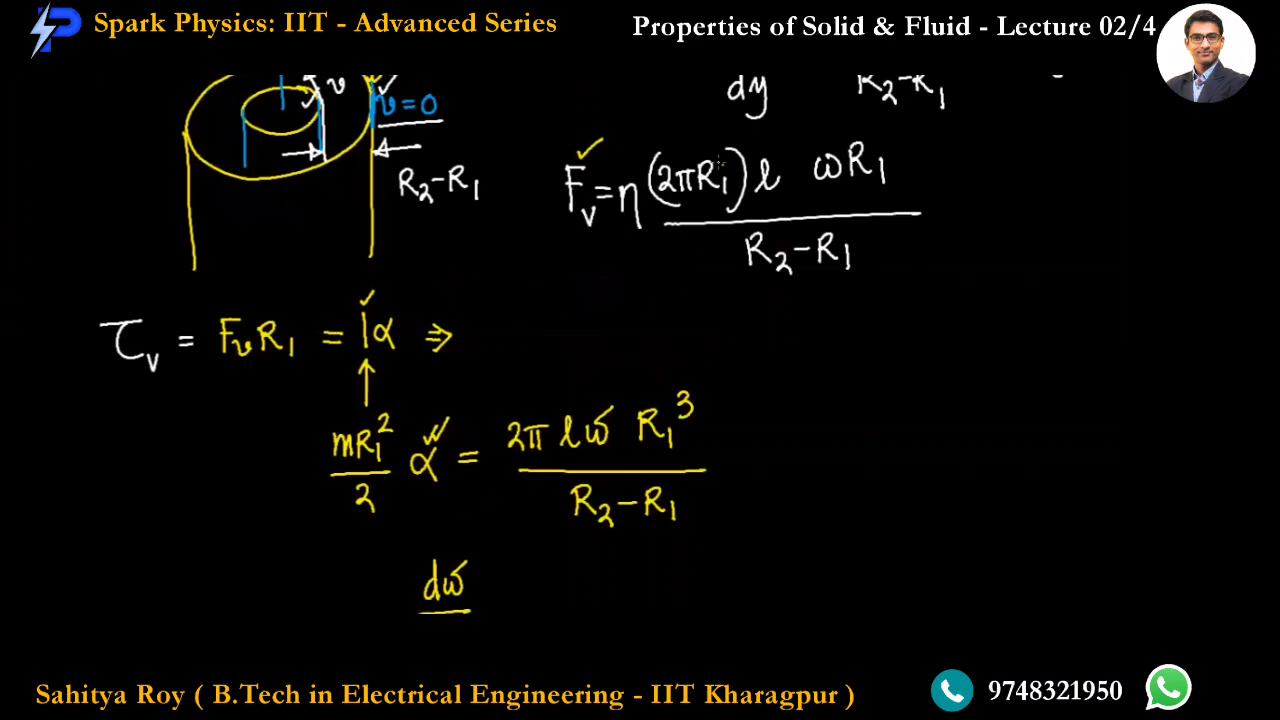 Spark Physics: IIT - Advanced Series
Properties of Solid & Fluid - Lecture 02/4
v
v=0
R₂-R₁
dy
R₂-R₁
Fᵥ = η (2πR₁) l ωR₁
R₂-R₁
τᵥ = FᵥR₁ = Iα ⇒
mR₁²/2 α = 2π l ω R₁³
R₂-R₁
dω
Sahitya Roy ( B.Tech in Electrical Engineering - IIT Kharagpur )
9748321950